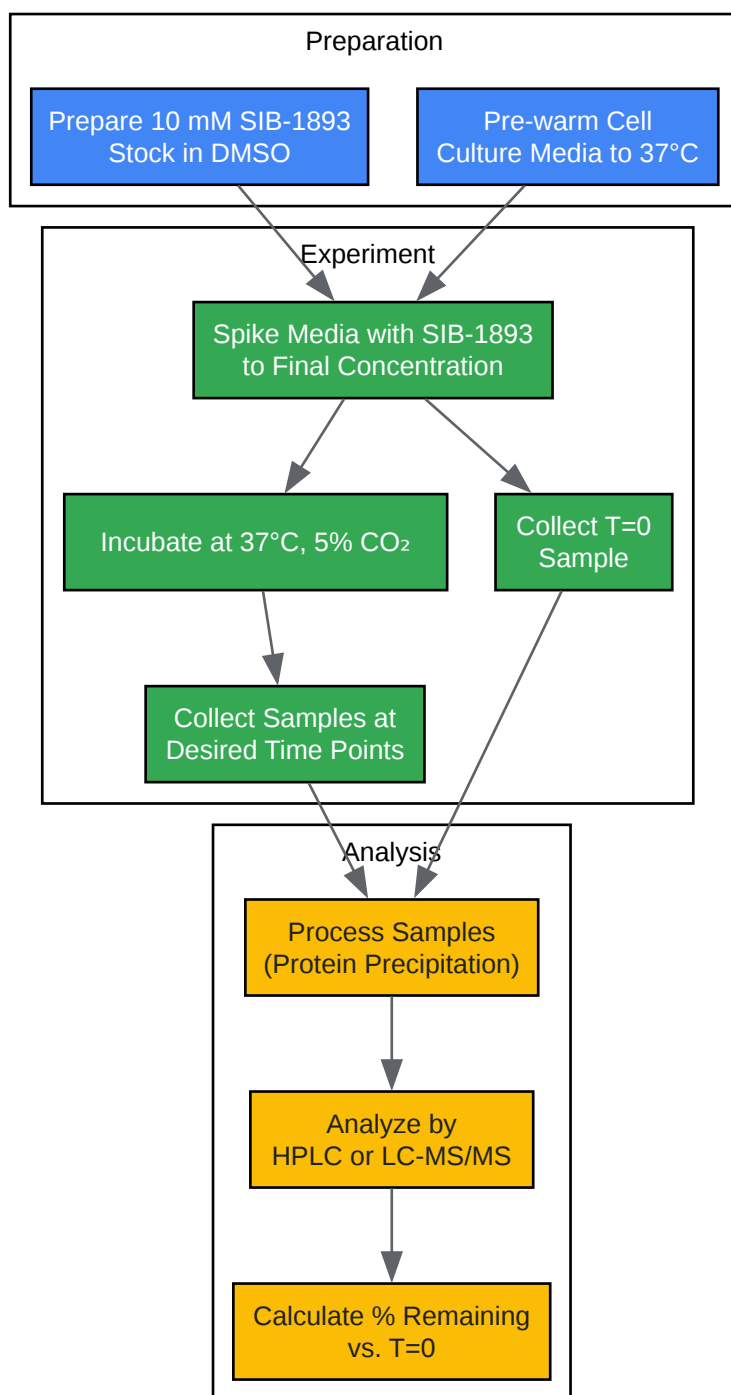 Preparation
Prepare 10 mM SIB-1893
Stock in DMSO
Pre-warm Cell
Culture Media to 37°C
Experiment
Spike Media with SIB-1893
to Final Concentration
Incubate at 37°C, 5% CO₂
Collect T=0
Sample
Collect Samples at
Desired Time Points
Analysis
Process Samples
(Protein Precipitation)
Analyze by
HPLC or LC-MS/MS
Calculate % Remaining
vs. T=0